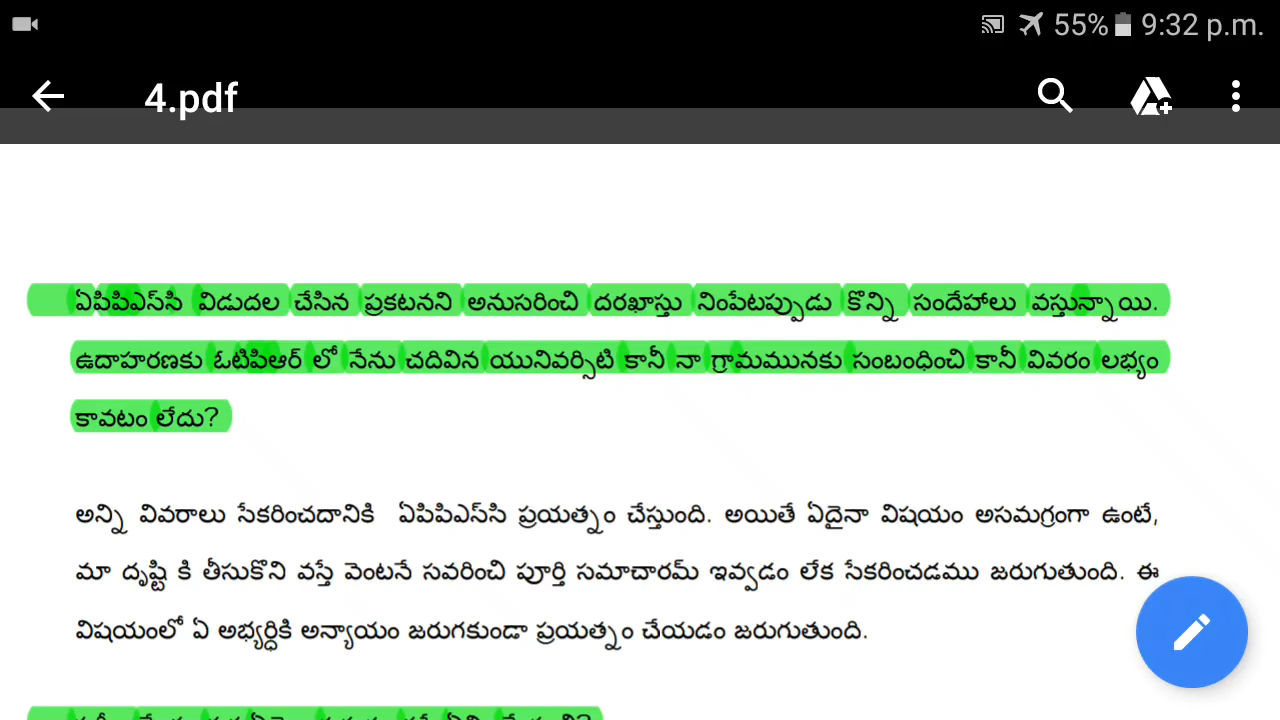 55% 9:32 p.m.
4.pdf
ఏపిపిఎస్‌సి విడుదల చేసిన ప్రకటనని అనుసరించి దరఖాస్తు నింపేటప్పుడు కొన్ని సందేహాలు వస్తున్నాయి.
ఉదాహరణకు ఓటిపిఆర్ లో నేను చదివిన యునివర్సిటి కానీ నా గ్రామమునకు సంబంధించి కానీ వివరం లభ్యం
కావటం లేదు?
అన్ని వివరాలు సేకరించదానికి ఏపిపిఎస్‌సి ప్రయత్నం చేస్తుంది. అయితే ఏదైనా విషయం అసమగ్రంగా ఉంటే,
మా దృష్టి కి తీసుకొని వస్తే వెంటనే సవరించి పూర్తి సమాచారమ్ ఇవ్వడం లేక సేకరించడము జరుగుతుంది. ఈ
విషయంలో ఏ అభ్యర్ధికి అన్యాయం జరుగకుండా ప్రయత్నం చేయడం జరుగుతుంది.